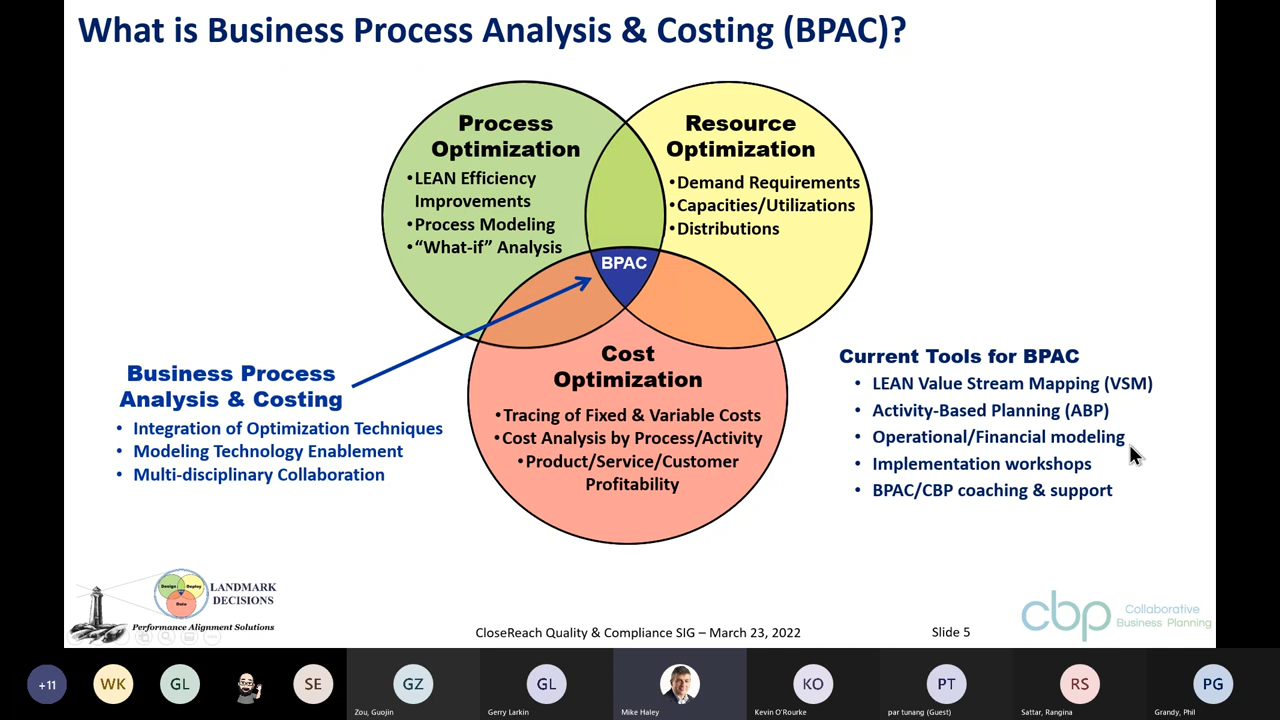 What is Business Process Analysis & Costing (BPAC)?
Process
Optimization
•LEAN Efficiency
Improvements
•Process Modeling
•“What-if” Analysis
Resource
Optimization
•Demand Requirements
•Capacities/Utilizations
•Distributions
BPAC
Cost
Optimization
•Tracing of Fixed & Variable Costs
•Cost Analysis by Process/Activity
•Product/Service/Customer
Profitability
Business Process
Analysis & Costing
• Integration of Optimization Techniques
• Modeling Technology Enablement
• Multi-disciplinary Collaboration
Current Tools for BPAC
• LEAN Value Stream Mapping (VSM)
• Activity-Based Planning (ABP)
• Operational/Financial modeling
• Implementation workshops
• BPAC/CBP coaching & support
Design
Deploy
Data
LANDMARK
DECISIONS
Performance Alignment Solutions
CloseReach Quality & Compliance SIG – March 23, 2022
Slide 5
cbp
Collaborative
Business Planning
+11
WK
GL
SE
GZ
GL
KO
PT
RS
PG
Zou, Guojin
Gerry Larkin
Mike Haley
Kevin O'Rourke
par tunang (Guest)
Sattar, Rangina
Grandy, Phil